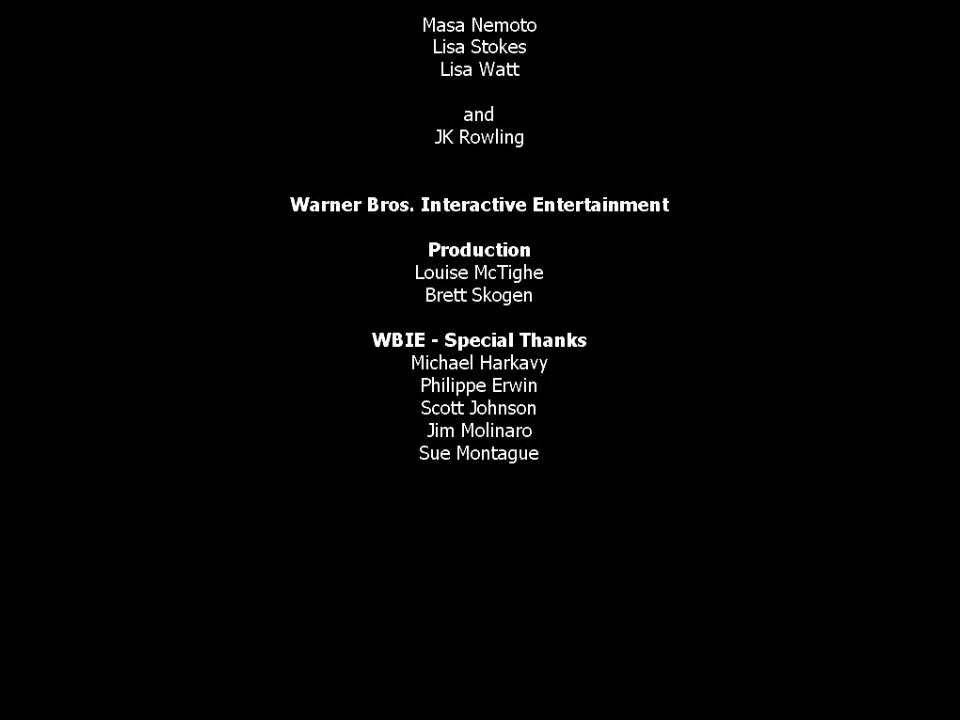 Masa Nemoto
Lisa Stokes
Lisa Watt
and
JK Rowling
Warner Bros. Interactive Entertainment
Production
Louise McTighe
Brett Skogen
WBIE - Special Thanks
Michael Harkavy
Philippe Erwin
Scott Johnson
Jim Molinaro
Sue Montague